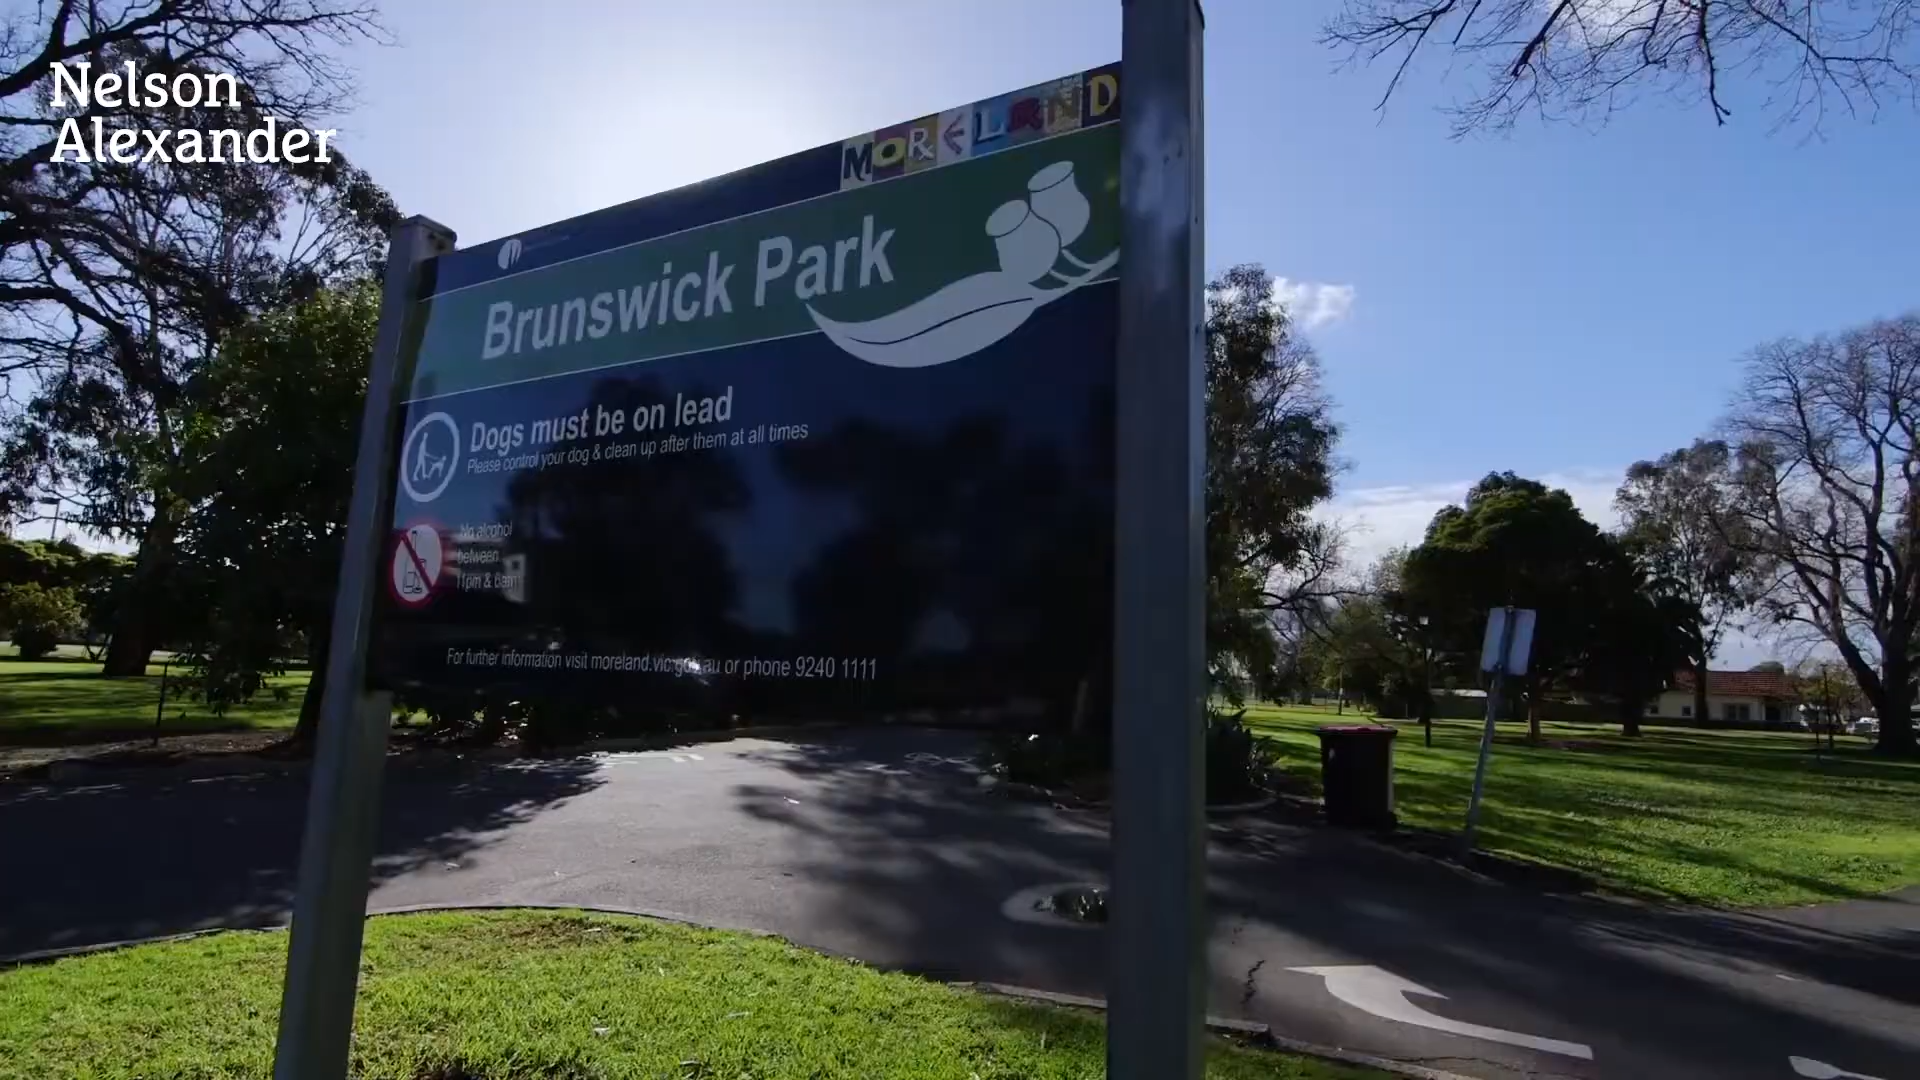 Nelson
Alexander
MORELAND
Brunswick Park
Dogs must be on lead
Please control your dog & clean up after them at all times
No alcohol
between
11pm & 8am
For further information visit moreland.vic.gov.au or phone 9240 1111